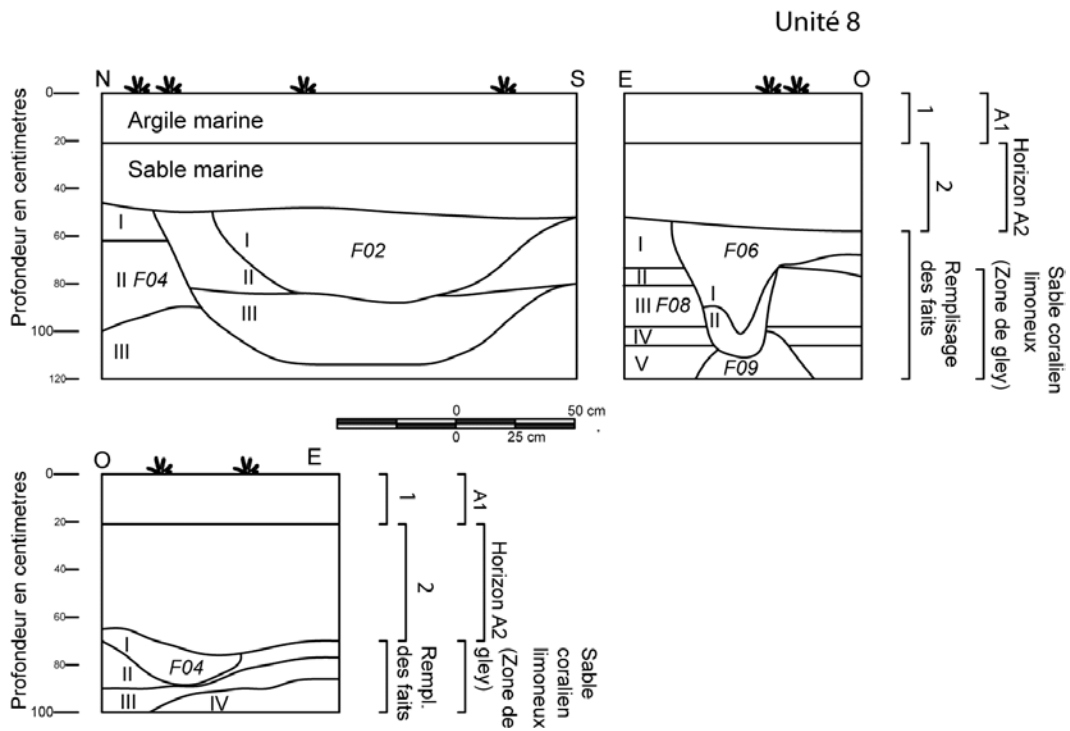 Unité 8
N
S
E
O
Profondeur en centimetres
0
20
40
60
80
100
120
Argile marine
Sable marine
I
II F04
III
I
II
III
F02
I
II
III F08
IV
V
F06
I
II
F09
1
2
Remplisage
des faits
A1
Horizon A2
(Zone de gley)
Sable coralien
limoneux
0
50 cm
0
25 cm
O
E
Profondeur en centimetres
0
20
40
60
80
100
I
II
III
IV
F04
1
2
Rempl.
des faits
A1
Horizon A2
(Zone de
gley)
Sable
coralien
limoneux